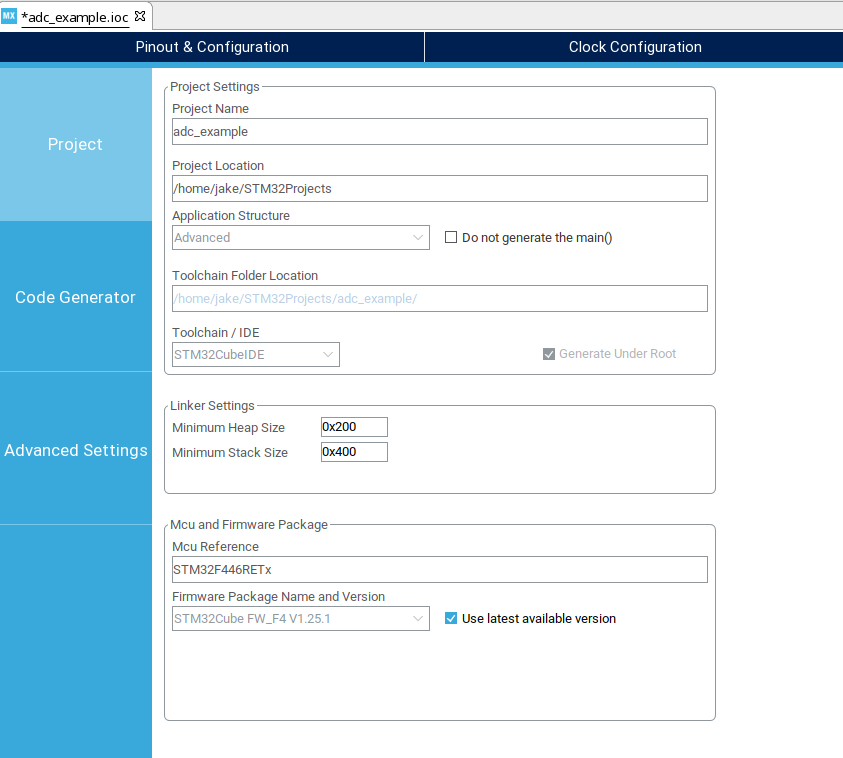 MX *adc_example.ioc
Pinout & Configuration
Clock Configuration
Project
Code Generator
Advanced Settings
Project Settings
Project Name
adc_example
Project Location
/home/jake/STM32Projects
Application Structure
Advanced
Do not generate the main()
Toolchain Folder Location
/home/jake/STM32Projects/adc_example/
Toolchain / IDE
STM32CubeIDE
Generate Under Root
Linker Settings
Minimum Heap Size 0x200
Minimum Stack Size 0x400
Mcu and Firmware Package
Mcu Reference
STM32F446RETx
Firmware Package Name and Version
STM32Cube FW_F4 V1.25.1
Use latest available version